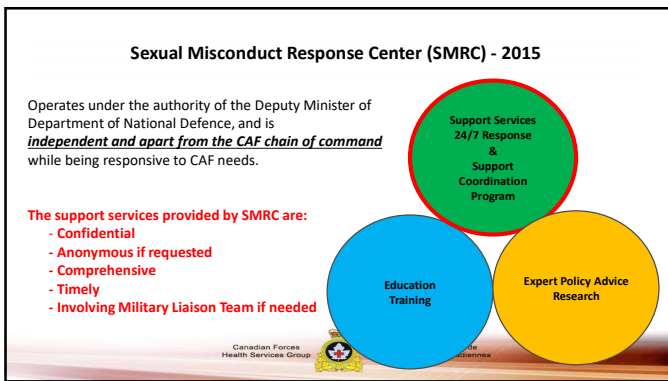 Sexual Misconduct Response Center (SMRC) - 2015
Operates under the authority of the Deputy Minister of
Department of National Defence, and is
independent and apart from the CAF chain of command
while being responsive to CAF needs.
The support services provided by SMRC are:
- Confidential
- Anonymous if requested
- Comprehensive
- Timely
- Involving Military Liaison Team if needed
Support Services
24/7 Response
&
Support
Coordination
Program
Education
Training
Expert Policy Advice
Research
Canadian Forces
Health Services Group
de
adiennes